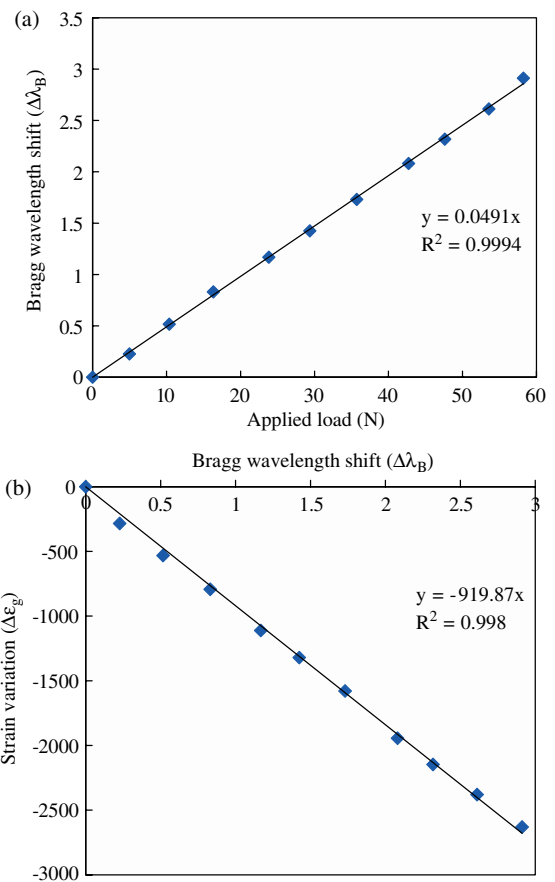 (a)
Bragg wavelength shift (Δλ_B)
3.5
3
2.5
2
1.5
1
0.5
0
y = 0.0491x
R² = 0.9994
0 10 20 30 40 50 60
Applied load (N)
Bragg wavelength shift (Δλ_B)
(b)
0 0.5 1 1.5 2 2.5 3
Strain variation (Δε_g)
0
-500
-1000
-1500
-2000
-2500
-3000
y = -919.87x
R² = 0.998